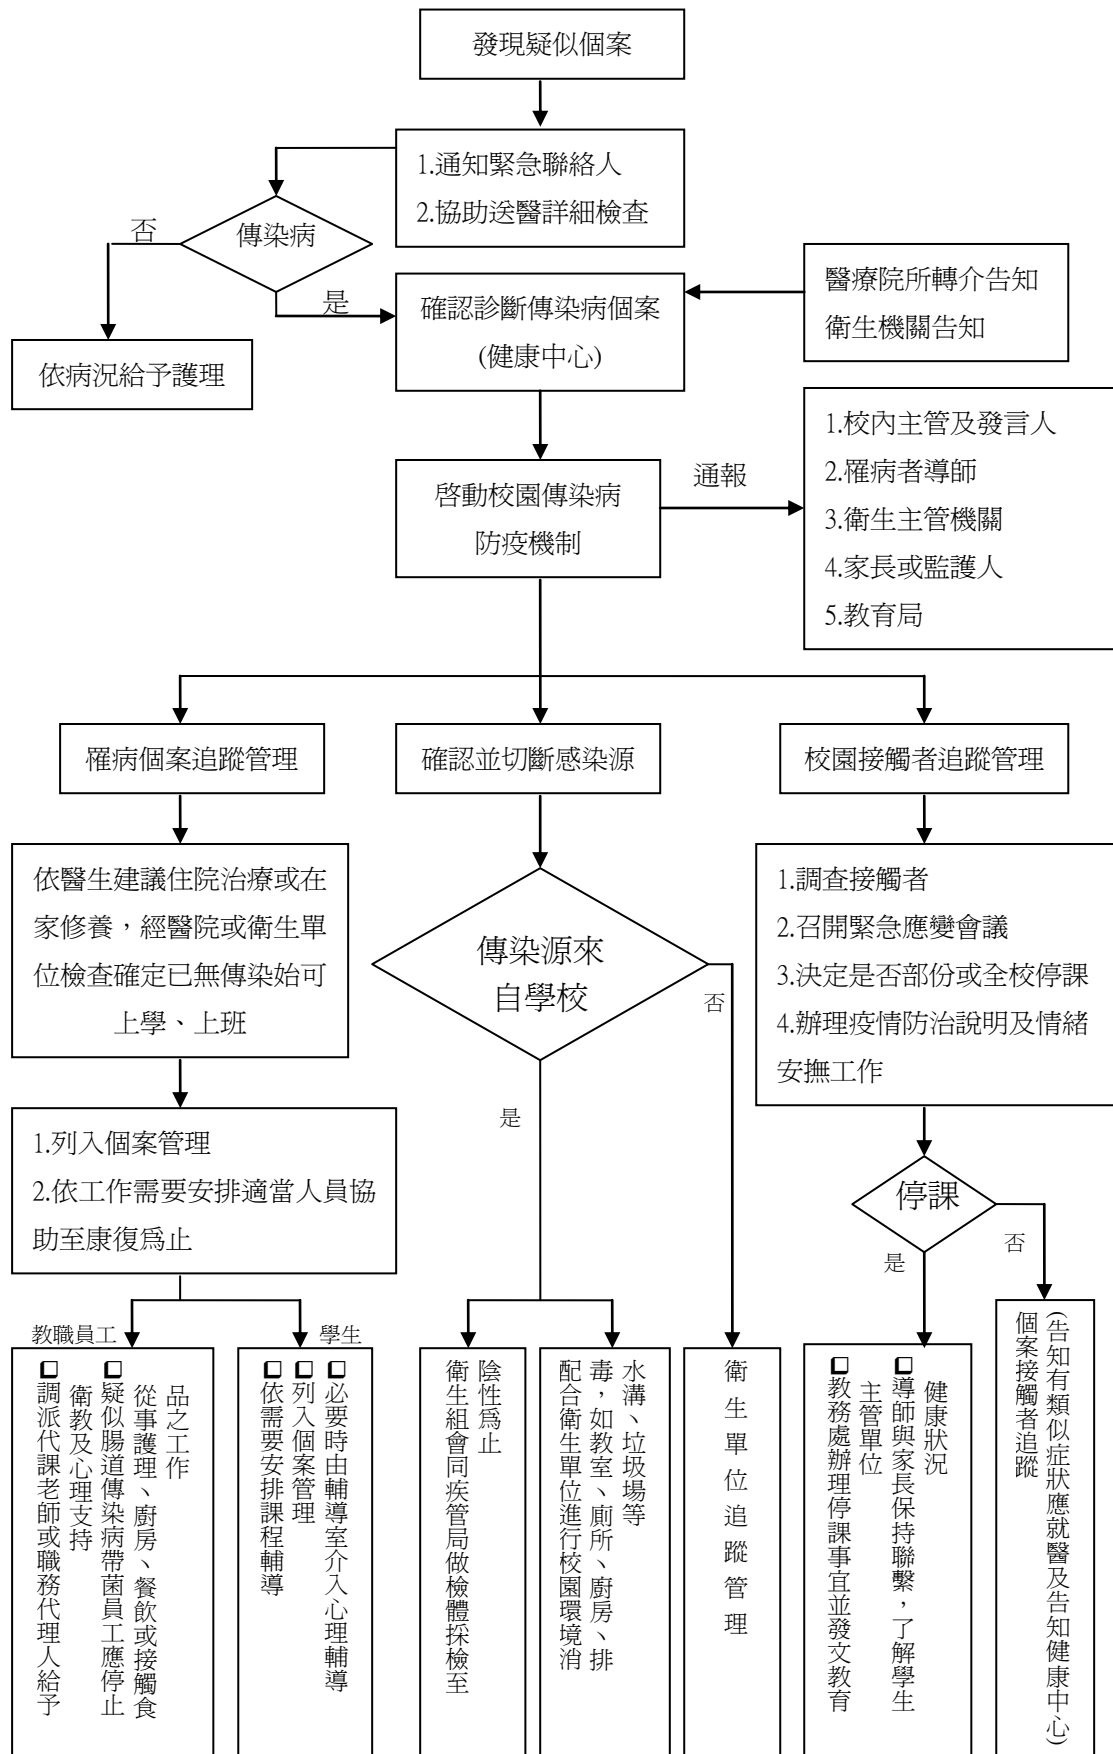 發現疑似個案
1.通知緊急聯絡人
2.協助送醫詳細檢查
傳染病
否
是
依病況給予護理
確認診斷傳染病個案
(健康中心)
醫療院所轉介告知
衛生機關告知
啓動校園傳染病
防疫機制
通報
1.校內主管及發言人
2.罹病者導師
3.衛生主管機關
4.家長或監護人
5.教育局
罹病個案追蹤管理
確認並切斷感染源
校園接觸者追蹤管理
依醫生建議住院治療或在
家修養，經醫院或衛生單
位檢查確定已無傳染始可
上學、上班
1.列入個案管理
2.依工作需要安排適當人員協
助至康復爲止
傳染源來
自學校
否
是
1.調查接觸者
2.召開緊急應變會議
3.決定是否部份或全校停課
4.辦理疫情防治說明及情緒
安撫工作
停課
否
是
教職員工
❑調派代課老師或職務代理人給予
衛教及心理支持
❑疑似腸道傳染病帶菌員工應停止
從事護理、廚房、餐飲或接觸食
品之工作
學生
❑依需要安排課程輔導
❑列入個案管理
❑必要時由輔導室介入心理輔導
衛生組會同疾管局做檢體採檢至
陰性爲止
配合衛生單位進行校園環境消
毒，如教室、廁所、廚房、排
水溝、垃圾場等
衛生單位追蹤管理
❑教務處辦理停課事宜並發文教育
主管單位
❑導師與家長保持聯繫，了解學生
健康狀況
個案接觸者追蹤
(告知有類似症狀應就醫及告知健康中心)